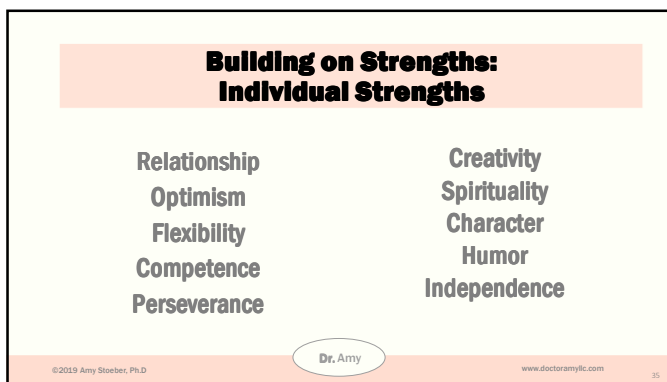 Building on Strengths:
Individual Strengths
Relationship
Optimism
Flexibility
Competence
Perseverance
Creativity
Spirituality
Character
Humor
Independence
Dr. Amy
©2019 Amy Stoeber, Ph.D
www.doctoramyllc.com
35